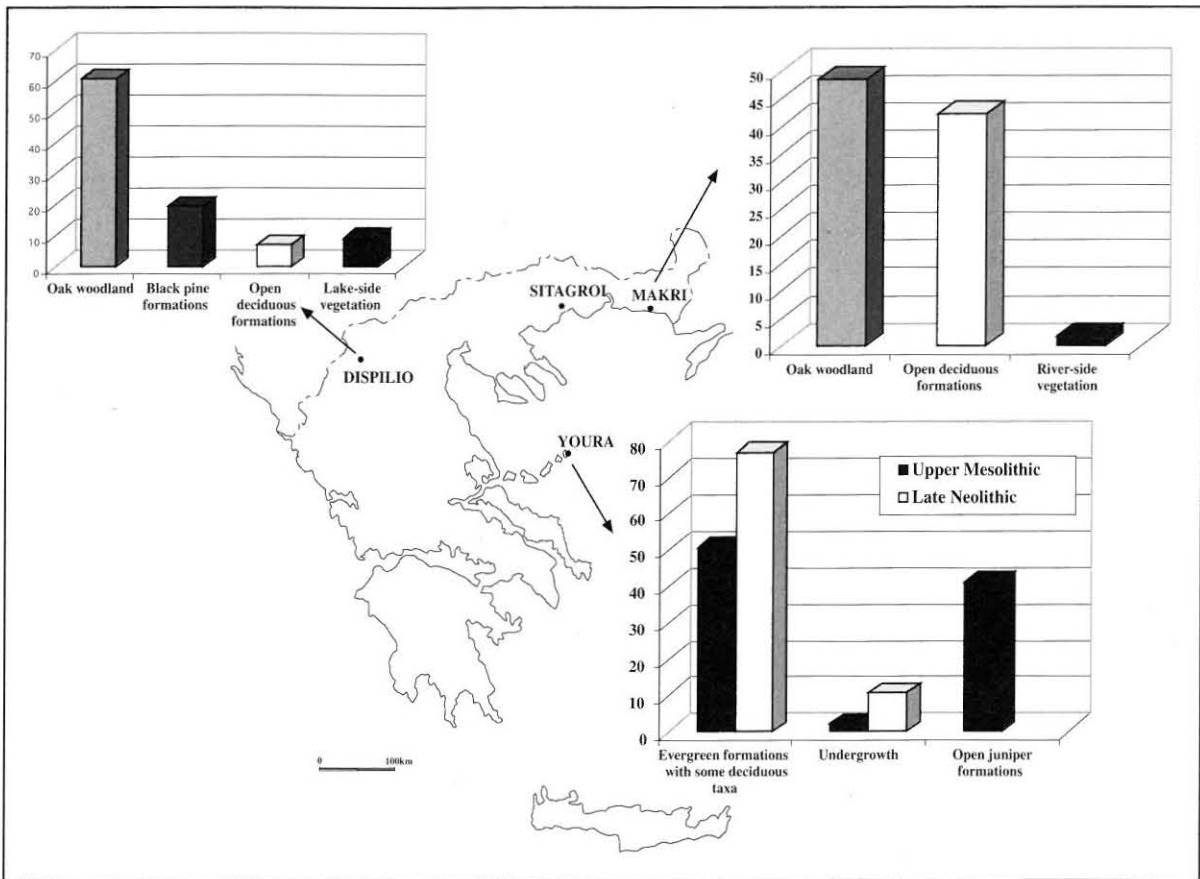 70
60
50
40
30
20
10
0
Oak woodland
Black pine
formations
Open
deciduous
formations
Lake-side
vegetation
50
45
40
35
30
25
20
15
10
5
0
Oak woodland
Open deciduous
formations
River-side
vegetation
SITAGROI
MAKRI
DISPILIO
YOURA
80
70
60
50
40
30
20
10
0
Upper Mesolithic
Late Neolithic
Evergreen formations
with some deciduous
taxa
Undergrowth
Open juniper
formations
0 100km